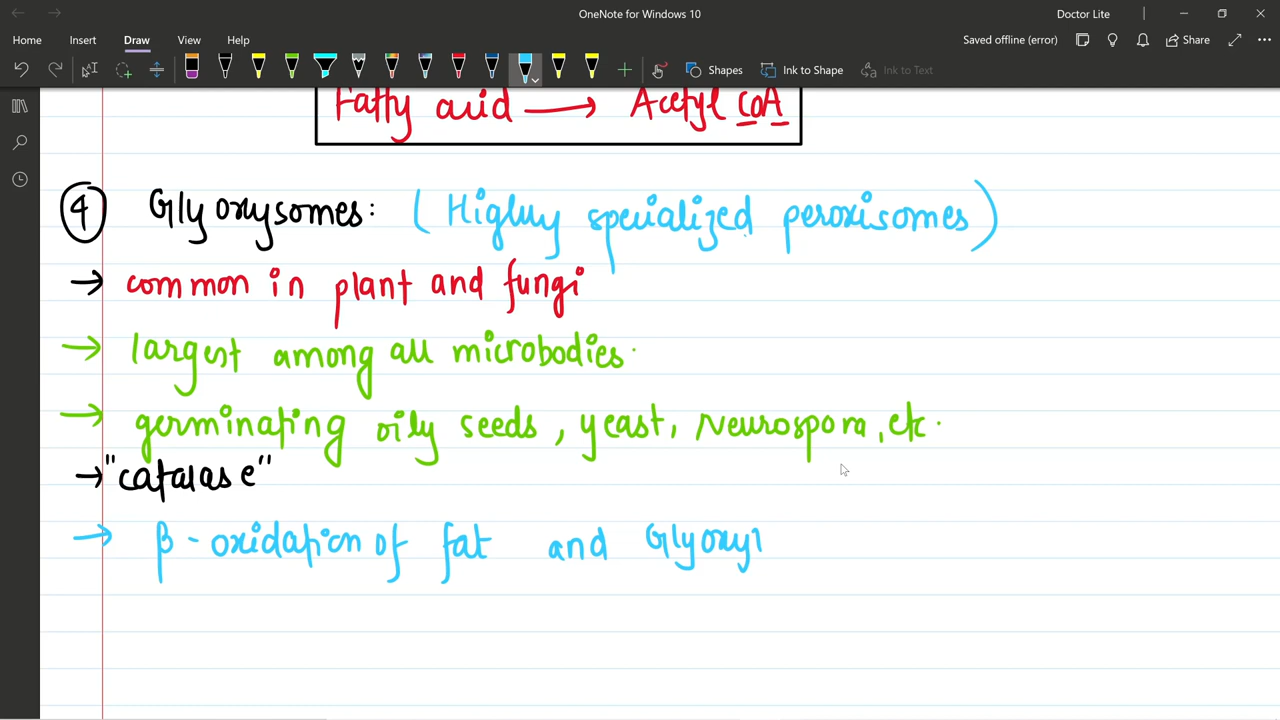 OneNote for Windows 10
Doctor Lite
Home Insert Draw View Help
Saved offline (error)
Share
Shapes
Ink to Shape
Ink to Text
Fatty acid → Acetyl CoA
4 Glyoxysomes: (Highly specialized peroxisomes)
→ common in plant and fungi
→ largest among all microbodies.
→ germinating oily seeds, yeast, Neurospora, etc.
→ "catalase"
→ β-oxidation of fat and Glyoxyl